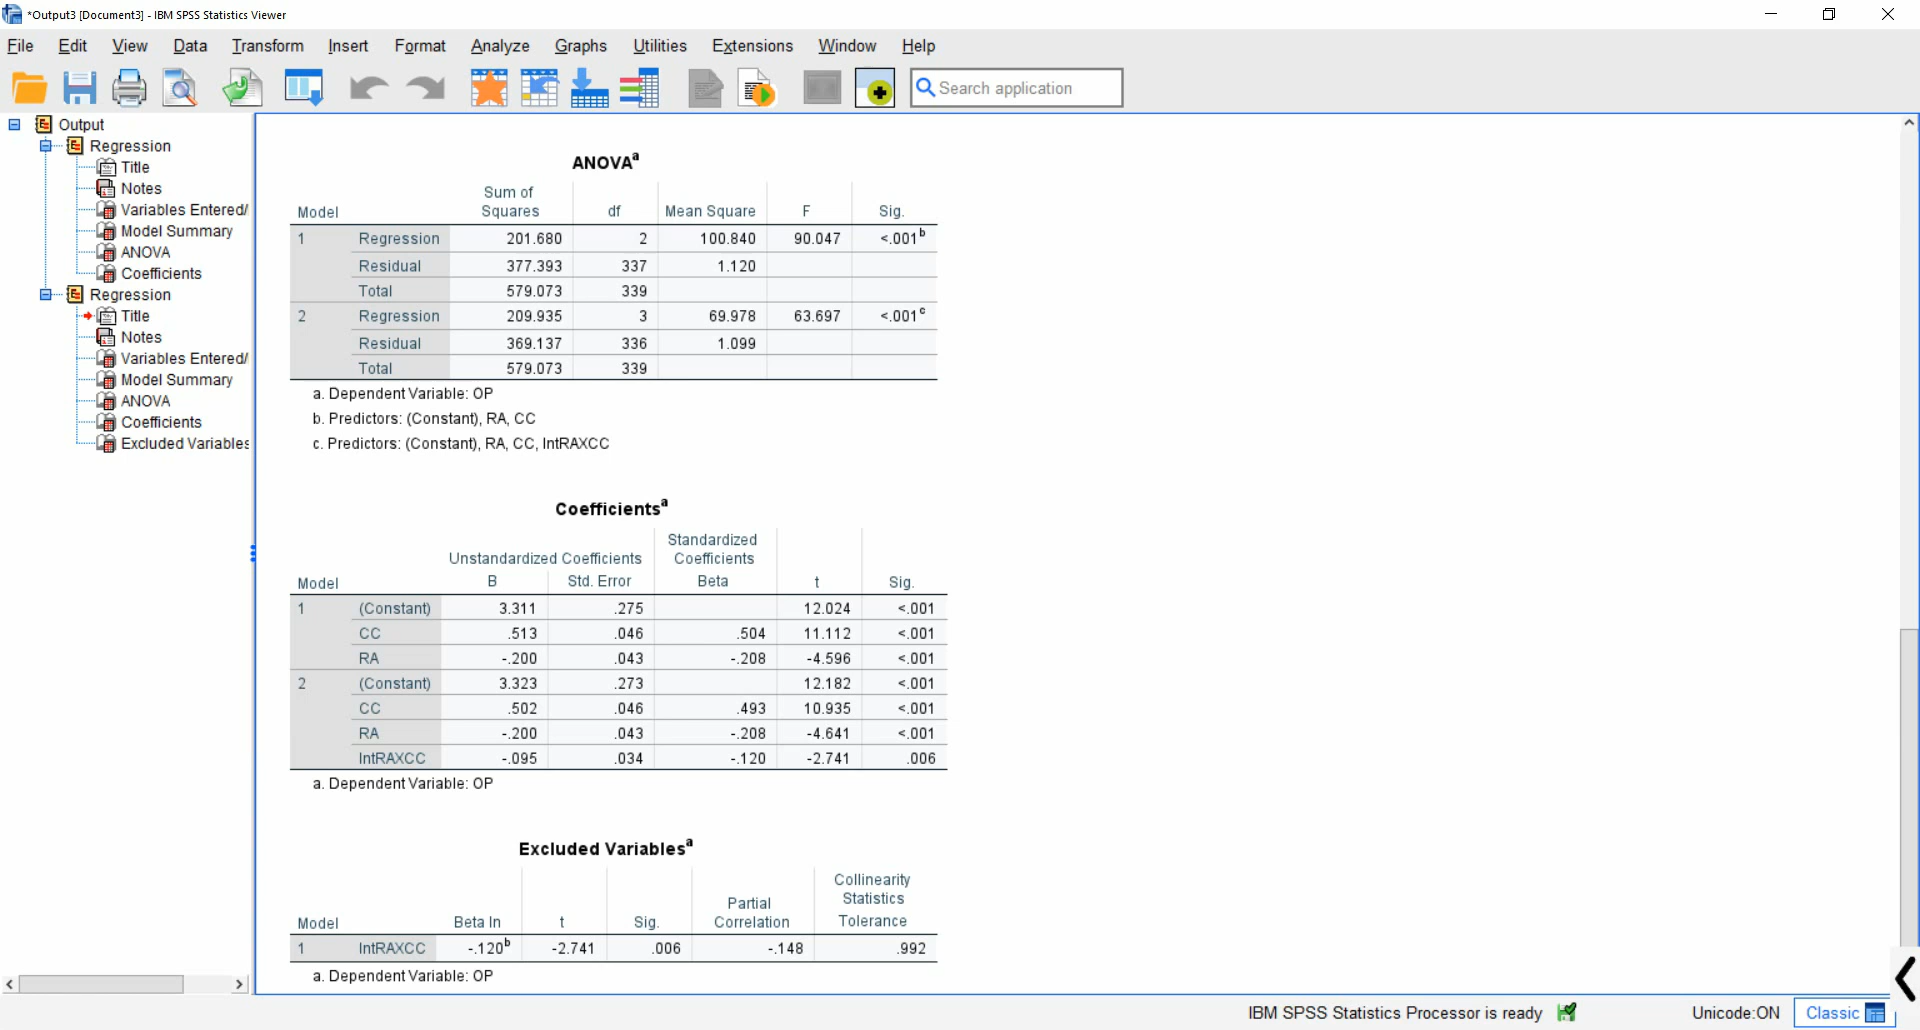 *Output3 [Document3] - IBM SPSS Statistics Viewer
File Edit View Data Transform Insert Format Analyze Graphs Utilities Extensions Window Help
Search application
Output
Regression
Title
Notes
Variables Entered/
Model Summary
ANOVA
Coefficients
Regression
Title
Notes
Variables Entered/
Model Summary
ANOVA
Coefficients
Excluded Variables
ANOVAa
Sum of
Model Squares df Mean Square F Sig.
1 Regression 201.680 2 100.840 90.047 <.001b
Residual 377.393 337 1.120
Total 579.073 339
2 Regression 209.935 3 69.978 63.697 <.001c
Residual 369.137 336 1.099
Total 579.073 339
a. Dependent Variable: OP
b. Predictors: (Constant), RA, CC
c. Predictors: (Constant), RA, CC, IntRAXCC
Coefficientsa
Standardized
Unstandardized Coefficients Coefficients
Model B Std. Error Beta t Sig.
1 (Constant) 3.311 .275 12.024 <.001
CC .513 .046 .504 11.112 <.001
RA -.200 .043 -.208 -4.596 <.001
2 (Constant) 3.323 .273 12.182 <.001
CC .502 .046 .493 10.935 <.001
RA -.200 .043 -.208 -4.641 <.001
IntRAXCC -.095 .034 -.120 -2.741 .006
a. Dependent Variable: OP
Excluded Variablesa
Collinearity
Partial Statistics
Model Beta In t Sig. Correlation Tolerance
1 IntRAXCC -.120b -2.741 .006 -.148 .992
a. Dependent Variable: OP
IBM SPSS Statistics Processor is ready Unicode:ON Classic